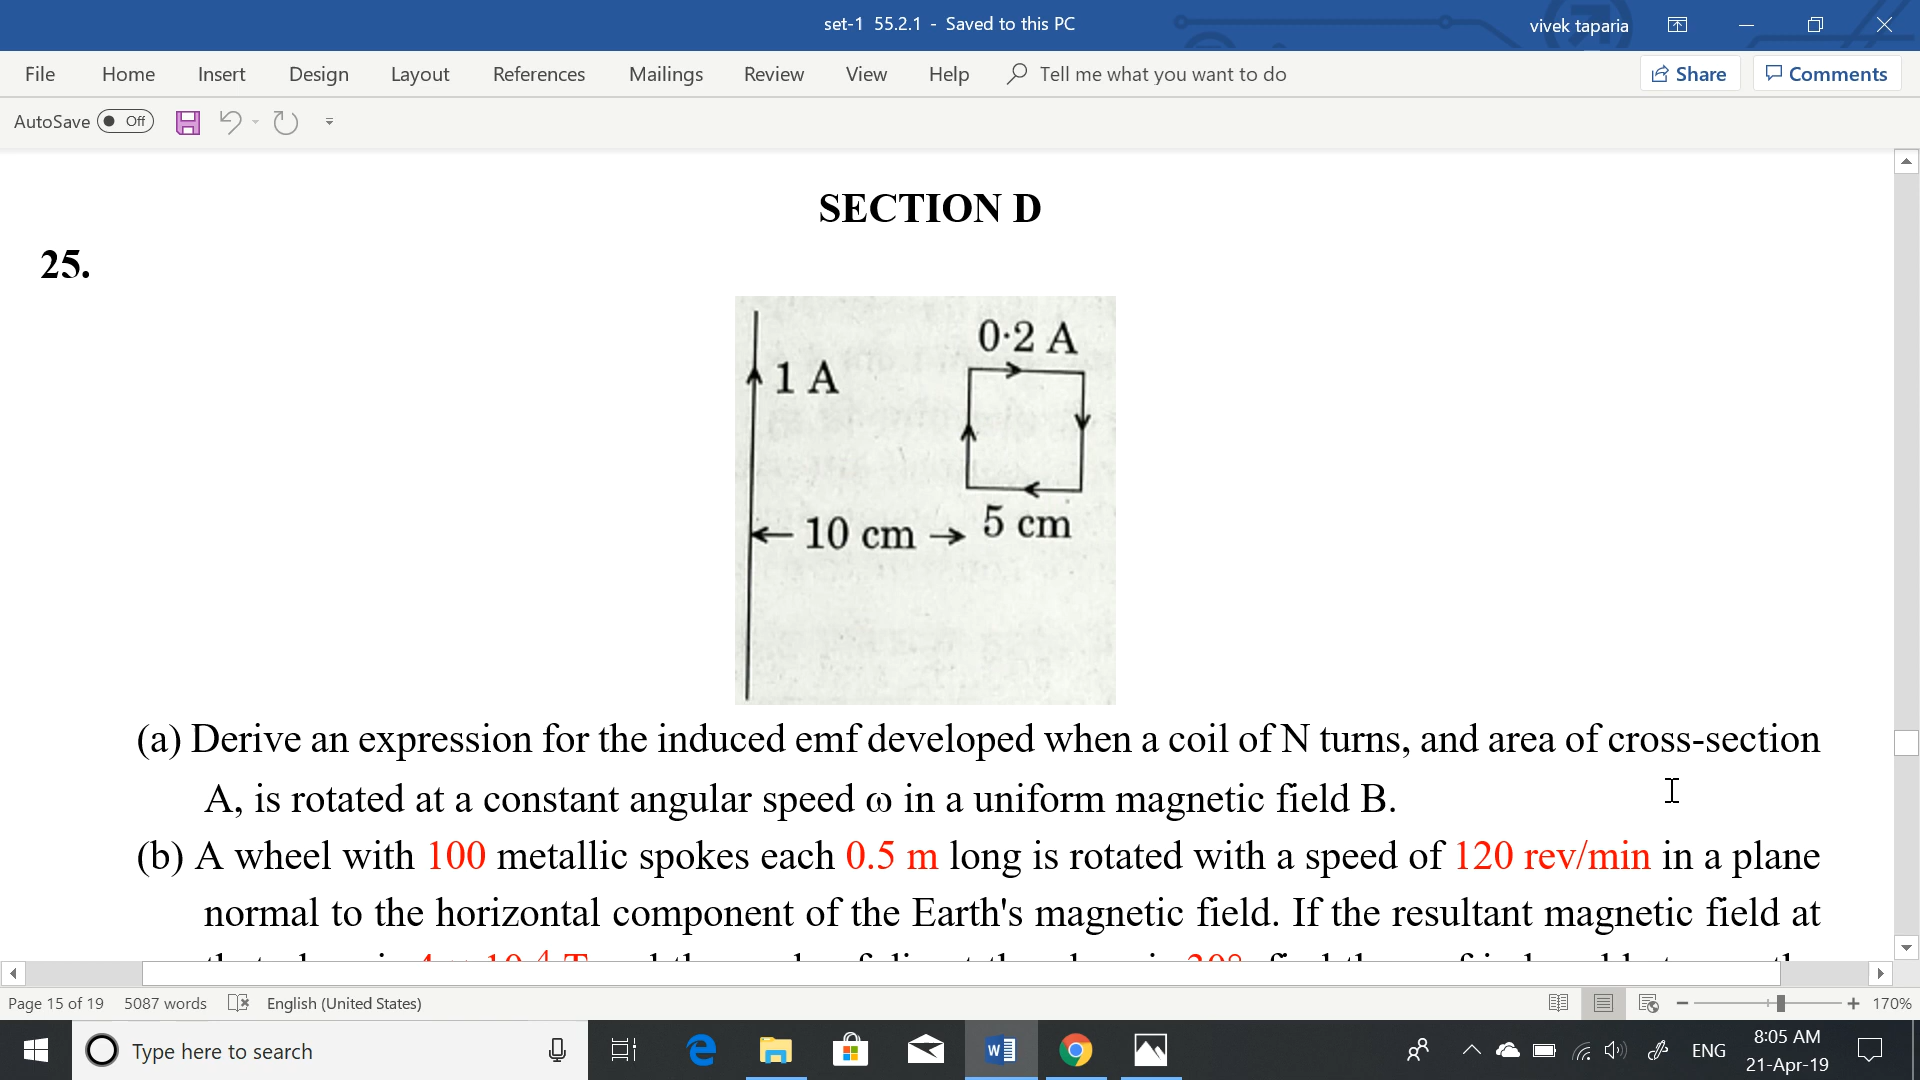 set-1 55.2.1 - Saved to this PC
vivek taparia
File Home Insert Design Layout References Mailings Review View Help Tell me what you want to do Share Comments
AutoSave Off
SECTION D
25.
0·2 A
1 A
10 cm
5 cm
(a) Derive an expression for the induced emf developed when a coil of N turns, and area of cross-section
A, is rotated at a constant angular speed ω in a uniform magnetic field B.
(b) A wheel with 100 metallic spokes each 0.5 m long is rotated with a speed of 120 rev/min in a plane
normal to the horizontal component of the Earth's magnetic field. If the resultant magnetic field at
Page 15 of 19 5087 words English (United States) 170%
Type here to search
ENG
8:05 AM
21-Apr-19